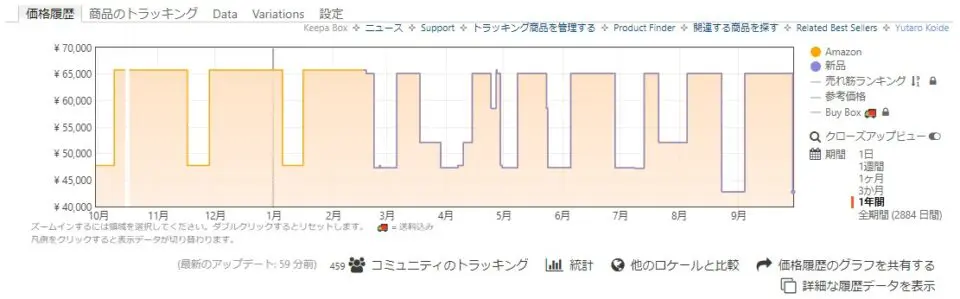 価格履歴 商品のトラッキング Data Variations 設定
Keepa Box ニュース Support トラッキング商品を管理する Product Finder 関連する商品を探す Related Best Sellers Yutaro Koide
¥ 70,000
¥ 65,000
¥ 60,000
¥ 55,000
¥ 50,000
¥ 45,000
¥ 40,000
10月 11月 12月 1月 2月 3月 4月 5月 6月 7月 8月 9月
Amazon
新品
売れ筋ランキング
参考価格
Buy Box
クローズアップビュー
期間 1日
1週間
1ヶ月
3か月
1年間
全期間 (2884 日間)
ズームインするには領域を選択してください。ダブルクリックするとリセットします。 = 送料込み
凡例をクリックすると表示データが切り替わります。
(最新のアップデート: 59 分前) 459 コミュニティのトラッキング 統計 他のロケールと比較 価格履歴のグラフを共有する
詳細な履歴データを表示